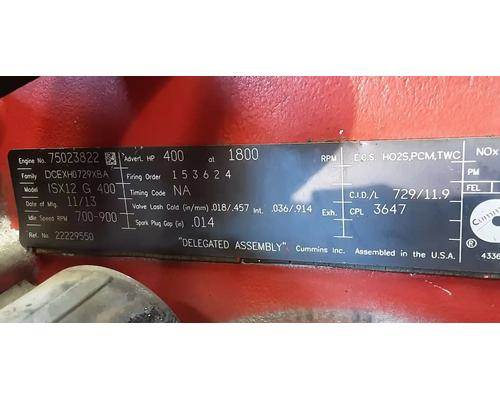 Engine No. 75023822 Advert. HP 400 at 1800 RPM E.C.S. HO2S,PCM,TWC NOx
Family DCEXH0729XBA Firing Order 153624 PM
Model ISX12 G 400 Timing TDC NA C.I.D./L 729/11.9 FEL
Date of Mfg. 11/13 Valve Lash Cold (in/mm) .018/.457 Int. .036/.914 Exh. CPL 3647
Idle Speed RPM 700-900 Spark Plug Gap (in) .014
Ref. No. 22229550 "DELEGATED ASSEMBLY" Cummins Inc. Assembled in the U.S.A.
Cummins
®
4336